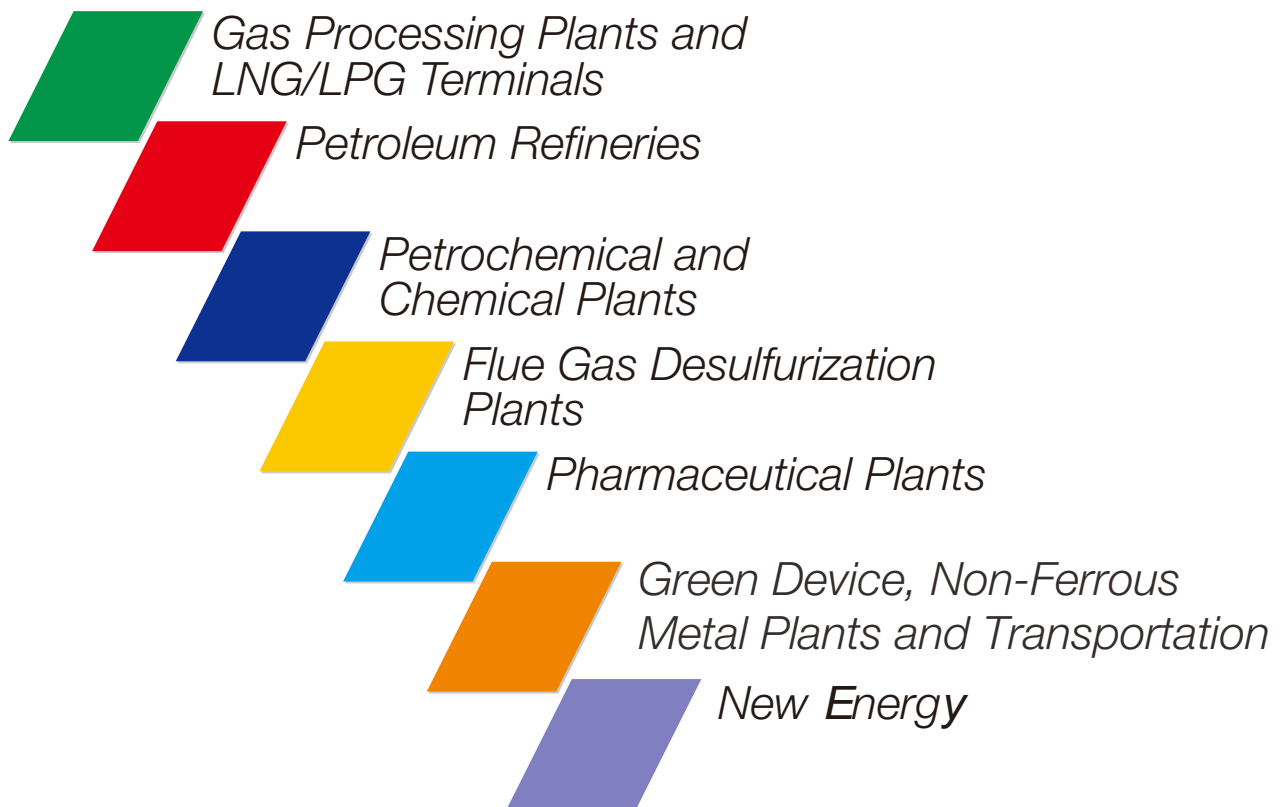 Gas Processing Plants and
LNG/LPG Terminals
Petroleum Refineries
Petrochemical and
Chemical Plants
Flue Gas Desulfurization
Plants
Pharmaceutical Plants
Green Device, Non-Ferrous
Metal Plants and Transportation
New Energy